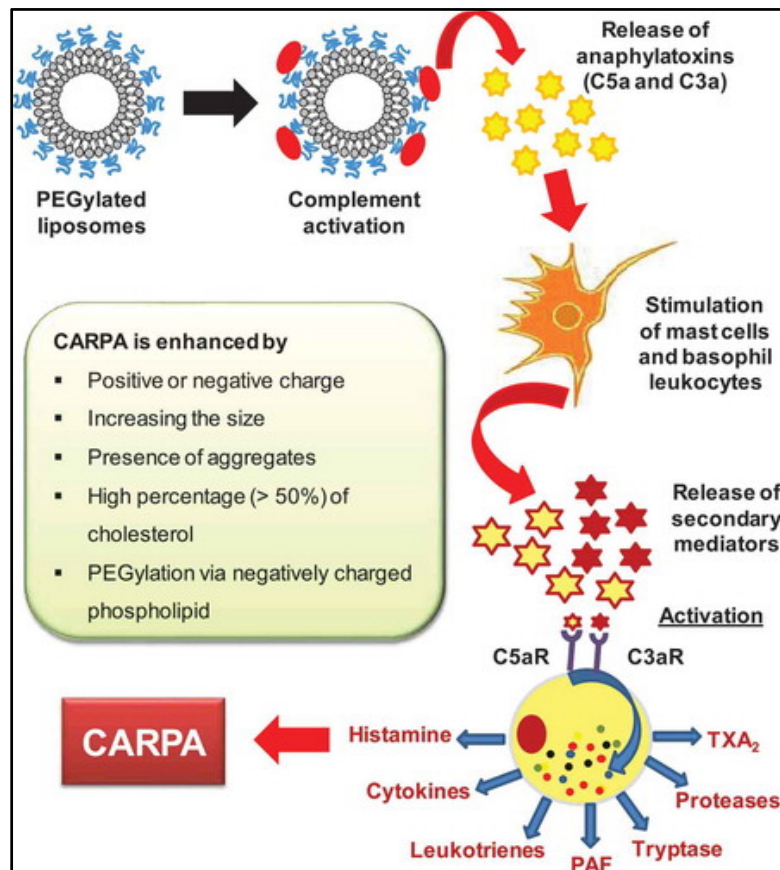 PEGylated
liposomes
Complement
activation
Release of
anaphylatoxins
(C5a and C3a)
Stimulation
of mast cells
and basophil
leukocytes
CARPA is enhanced by
▪ Positive or negative charge
▪ Increasing the size
▪ Presence of aggregates
▪ High percentage (> 50%) of
cholesterol
▪ PEGylation via negatively charged
phospholipid
Release of
secondary
mediators
Activation
C5aR
C3aR
CARPA
Histamine
Cytokines
Leukotrienes
PAF
Tryptase
Proteases
TXA₂